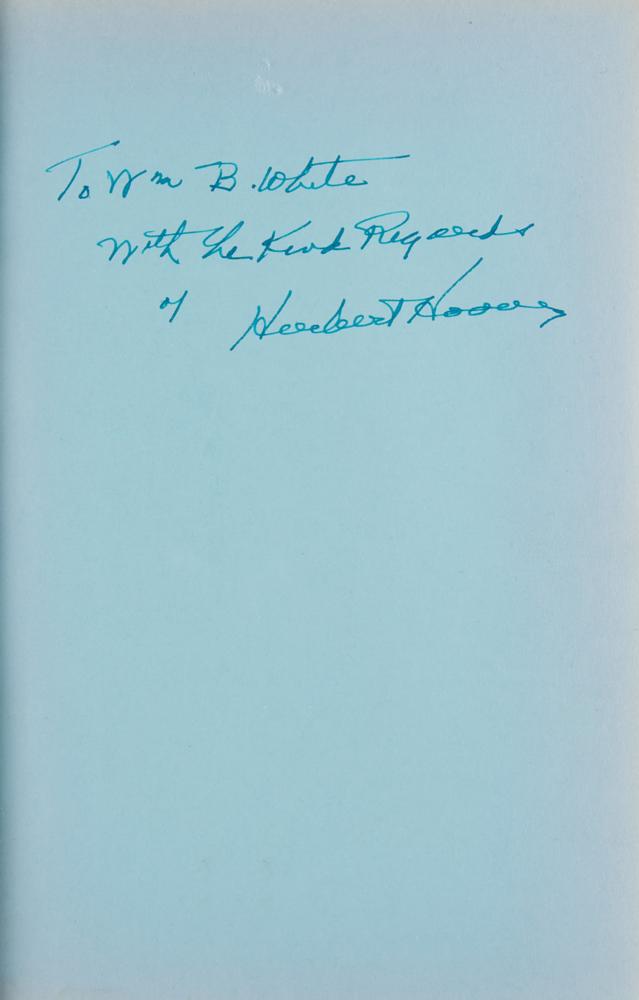 To Wm B. White
With the Kind Regards
of Herbert Hoover